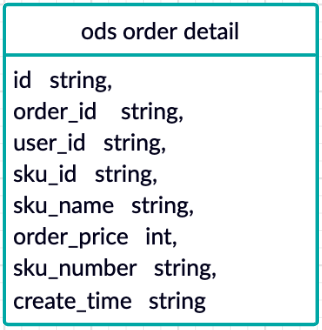 ods order detail
id string,
order_id string,
user_id string,
sku_id string,
sku_name string,
order_price int,
sku_number string,
create_time string